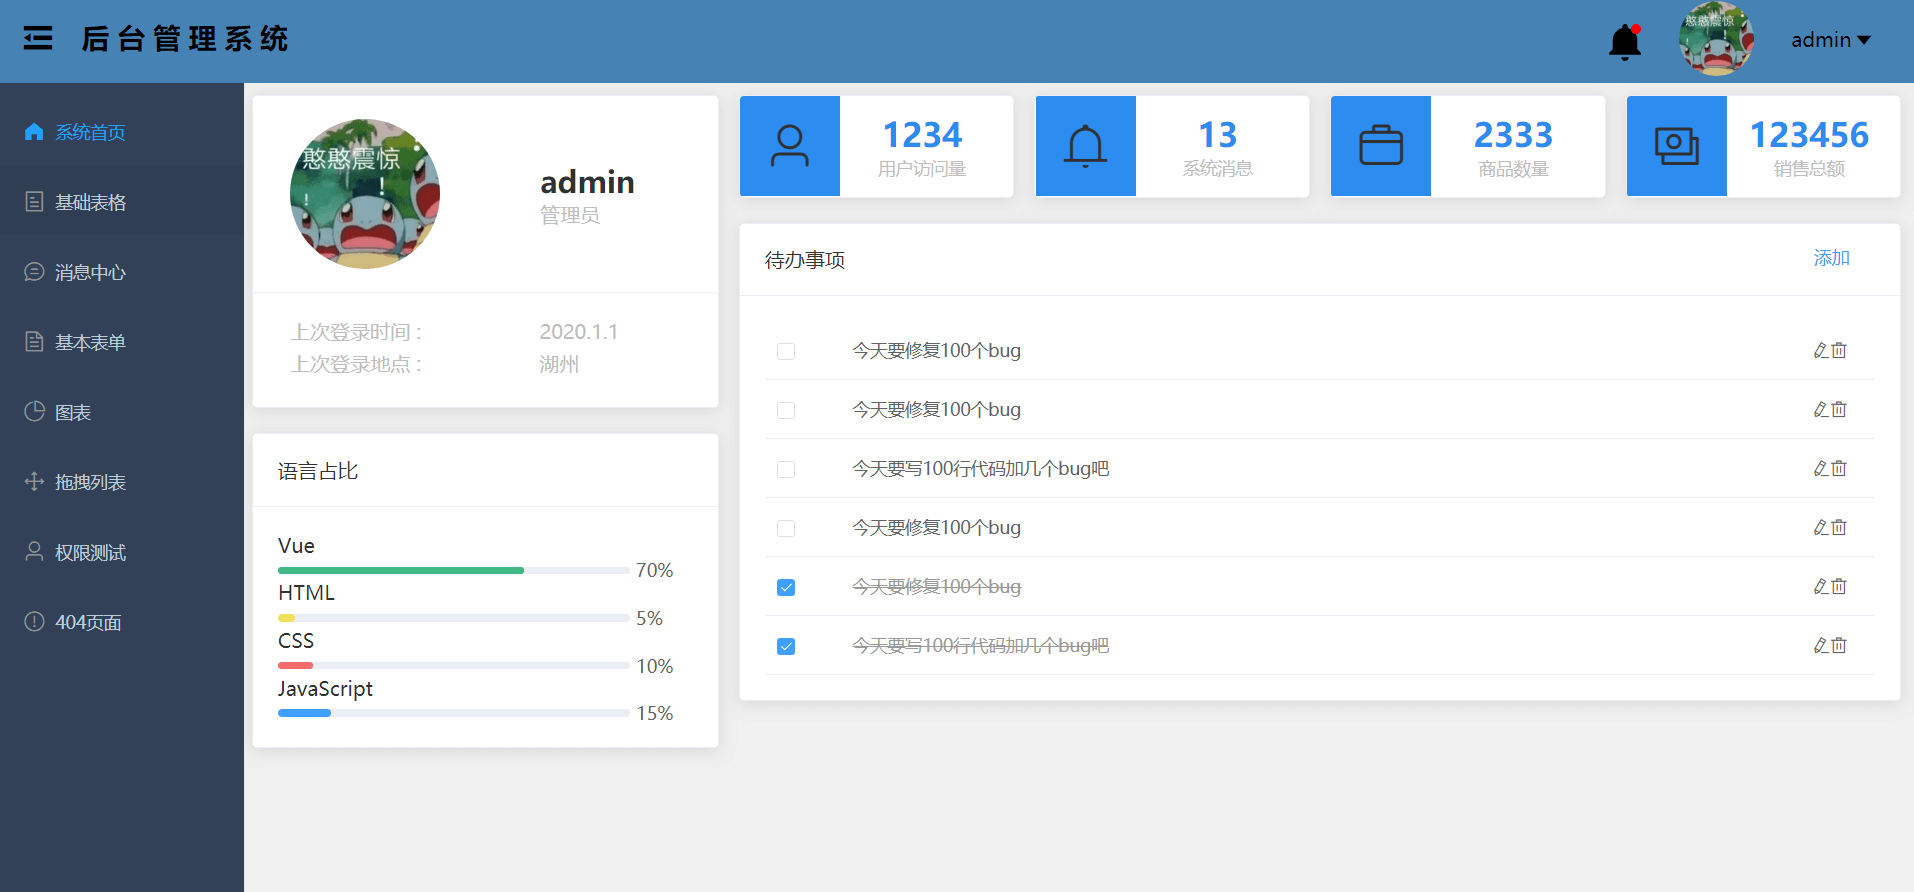 后台管理系统
憨憨震惊
!
!
admin
系统首页
基础表格
消息中心
基本表单
图表
拖拽列表
权限测试
404页面
憨憨震惊
!
!
admin
管理员
上次登录时间：
2020.1.1
上次登录地点：
湖州
语言占比
Vue
70%
HTML
5%
CSS
10%
JavaScript
15%
1234
用户访问量
13
系统消息
2333
商品数量
123456
销售总额
待办事项
添加
今天要修复100个bug
今天要修复100个bug
今天要写100行代码加几个bug吧
今天要修复100个bug
今天要修复100个bug
今天要写100行代码加几个bug吧